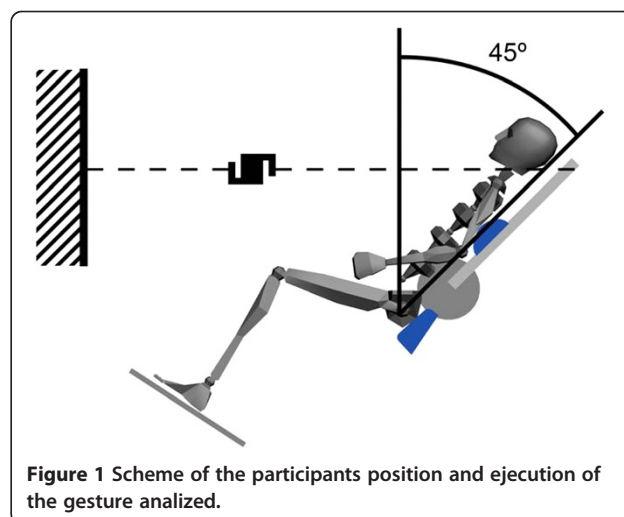 45º
Figure 1 Scheme of the participants position and ejecution of
the gesture analized.